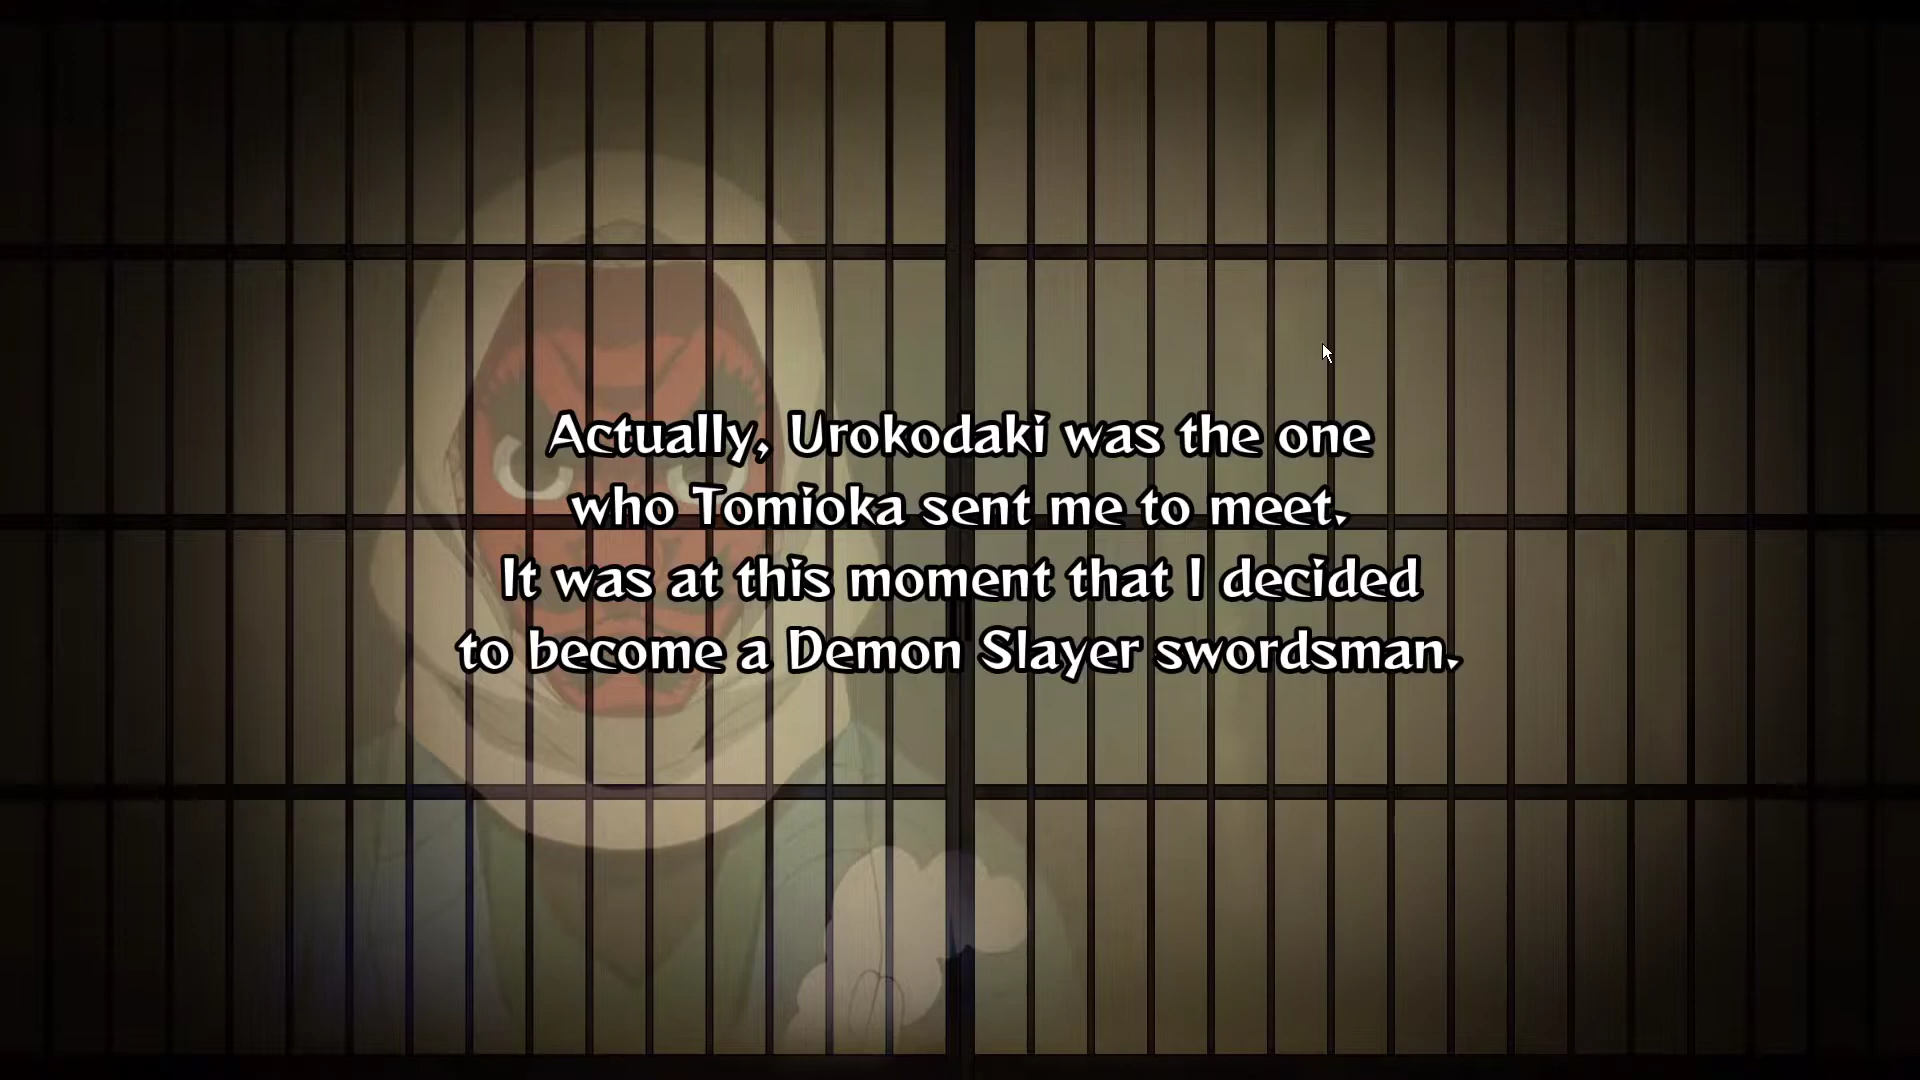 Actually, Urokodaki was the one
who Tomioka sent me to meet.
It was at this moment that I decided
to become a Demon Slayer swordsman.